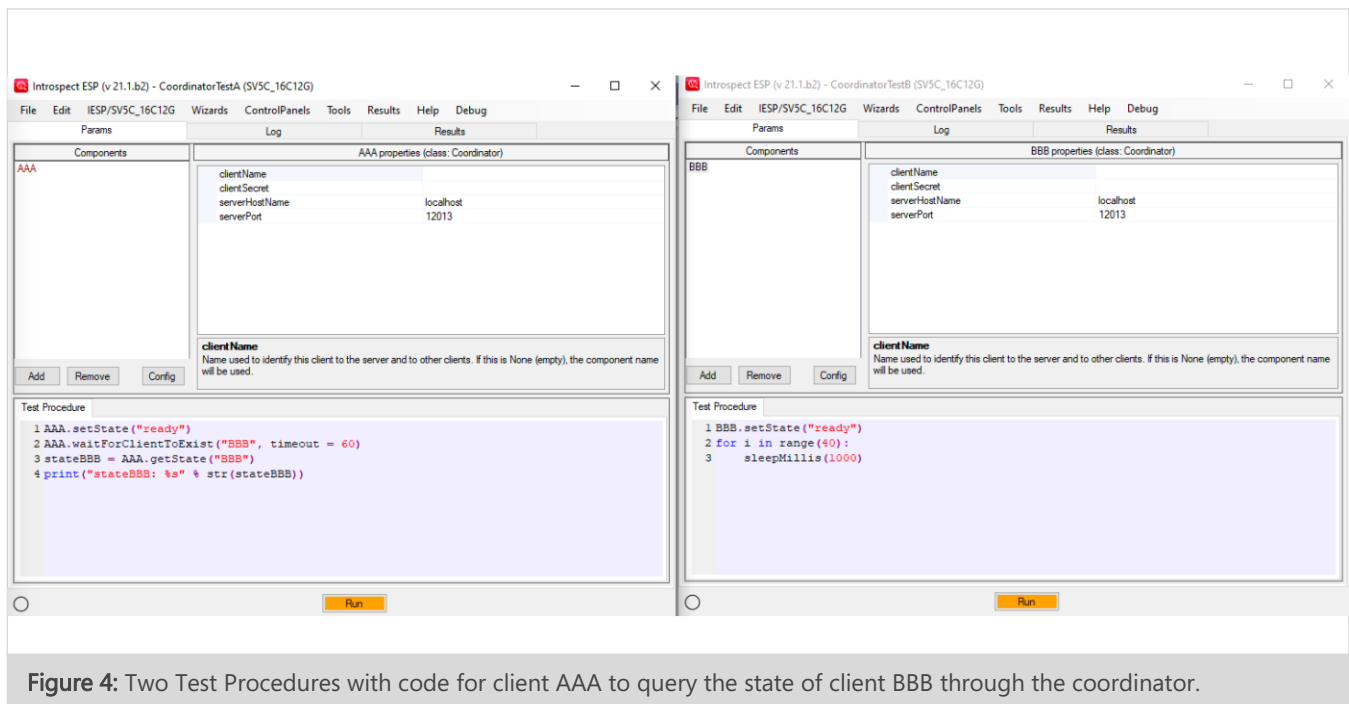 Introspect ESP (v 21.1.b2) - CoordinatorTestA (SV5C_16C12G)
File Edit IESP/SV5C_16C12G Wizards ControlPanels Tools Results Help Debug
Params Log Results
Components AAA properties (class: Coordinator)
AAA
clientName
clientSecret
serverHostName localhost
serverPort 12013
clientName
Name used to identify this client to the server and to other clients. If this is None (empty), the component name
will be used.
Add Remove Config
Test Procedure
1 AAA.setState("ready")
2 AAA.waitForClientToExist("BBB", timeout = 60)
3 stateBBB = AAA.getState("BBB")
4 print("stateBBB: %s" % str(stateBBB))
Run
Introspect ESP (v 21.1.b2) - CoordinatorTestB (SV5C_16C12G)
File Edit IESP/SV5C_16C12G Wizards ControlPanels Tools Results Help Debug
Params Log Results
Components BBB properties (class: Coordinator)
BBB
clientName
clientSecret
serverHostName localhost
serverPort 12013
clientName
Name used to identify this client to the server and to other clients. If this is None (empty), the component name
will be used.
Add Remove Config
Test Procedure
1 BBB.setState("ready")
2 for i in range(40):
3     sleepMillis(1000)
Run
Figure 4: Two Test Procedures with code for client AAA to query the state of client BBB through the coordinator.